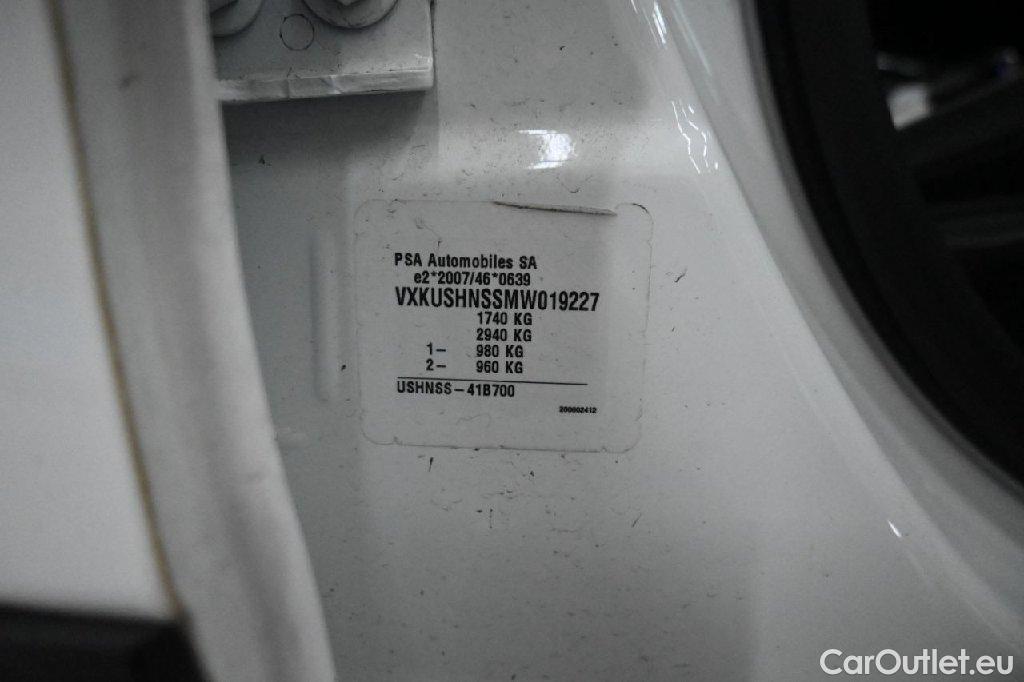 PSA Automobiles SA
e2*2007/46*0639
VXKUSHNSSMW019227
1740 KG
2940 KG
1- 980 KG
2- 960 KG
USHNSS-41B700
200602412
CarOutlet.eu